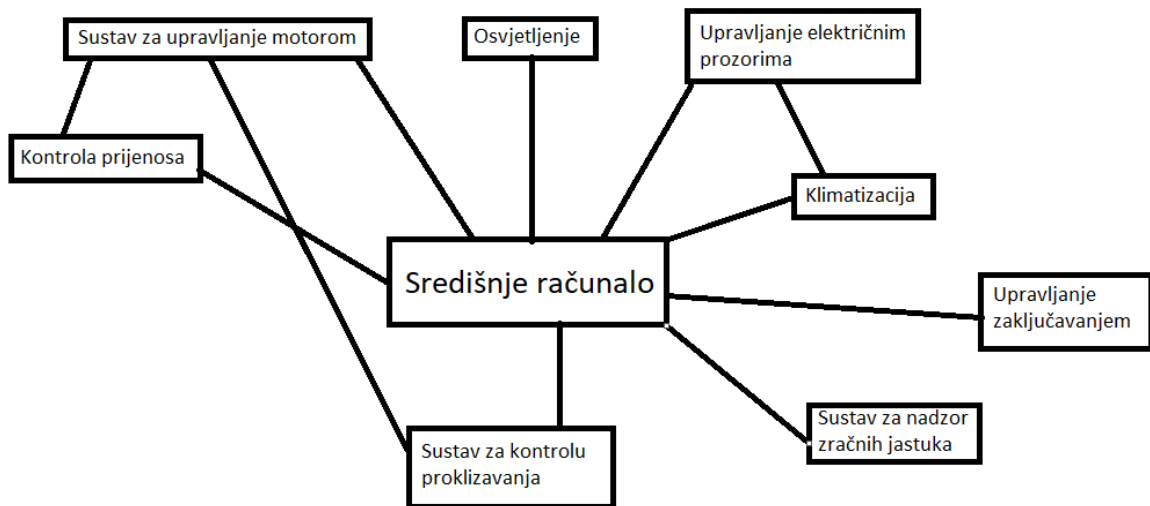 Sustav za upravljanje motorom
Osvjetljenje
Upravljanje električnim
prozorima
Kontrola prijenosa
Klimatizacija
Središnje računalo
Upravljanje
zaključavanjem
Sustav za nadzor
zračnih jastuka
Sustav za kontrolu
proklizavanja